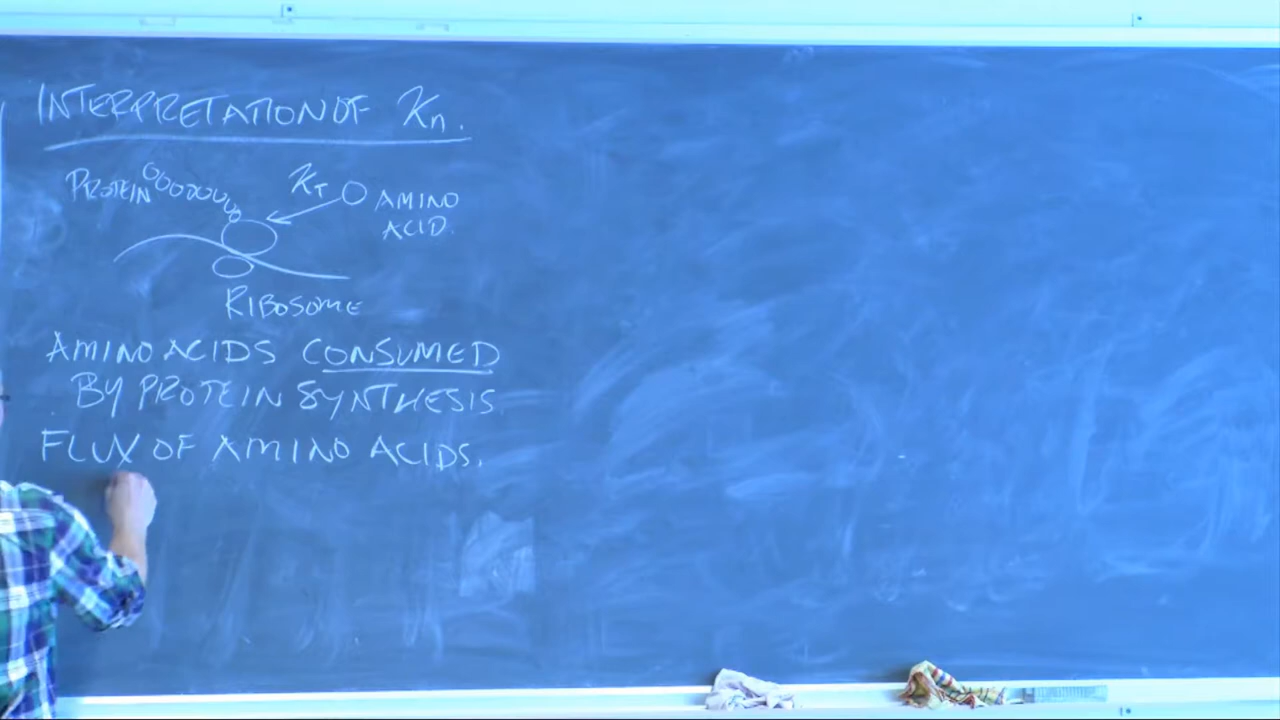 INTERPRETATION OF Kn.
PROTEIN
KT
AMINO
ACID.
RIBOSOME
AMINO ACIDS CONSUMED
BY PROTEIN SYNTHESIS.
FLUX OF AMINO ACIDS.